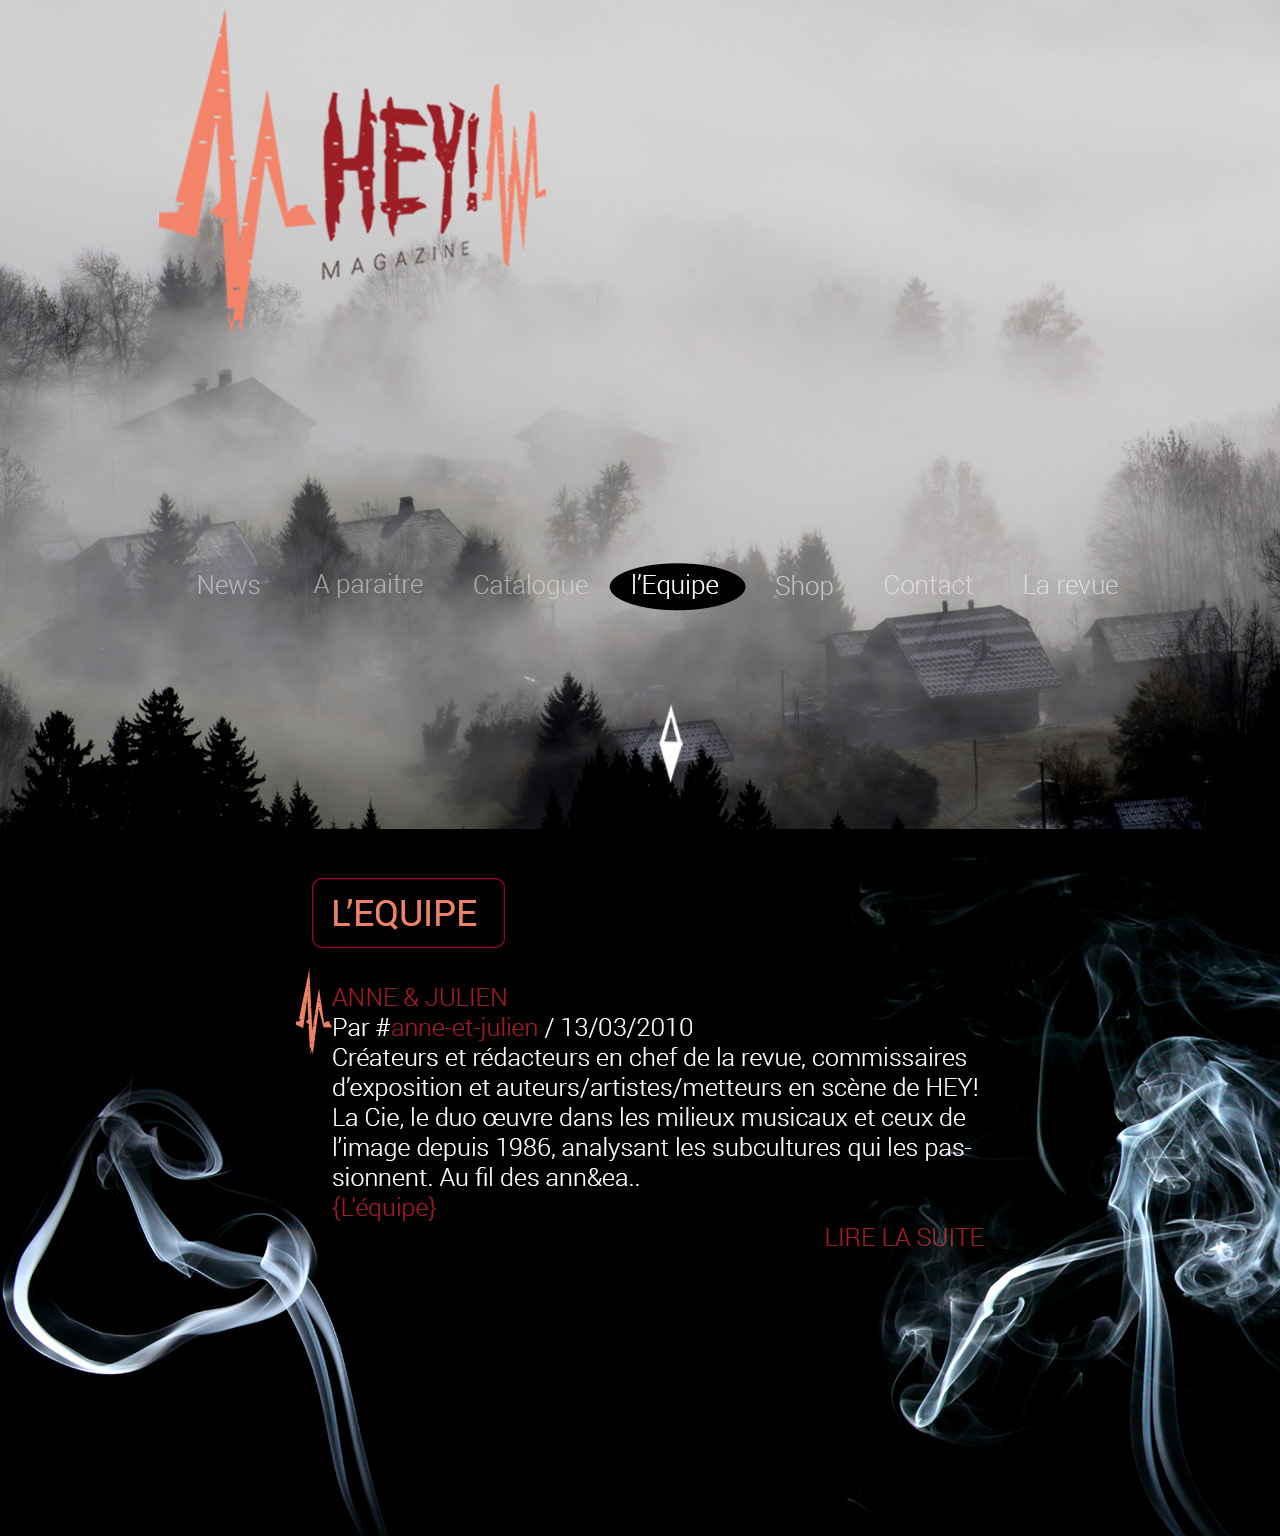 HEY!
MAGAZINE
News A paraitre Catalogue l’Equipe Shop Contact La revue
L’EQUIPE
ANNE & JULIEN
Par #anne-et-julien / 13/03/2010
Créateurs et rédacteurs en chef de la revue, commissaires
d’exposition et auteurs/artistes/metteurs en scène de HEY!
La Cie, le duo œuvre dans les milieux musicaux et ceux de
l’image depuis 1986, analysant les subcultures qui les pas-
sionnent. Au fil des ann&ea..
{L'équipe}
LIRE LA SUITE